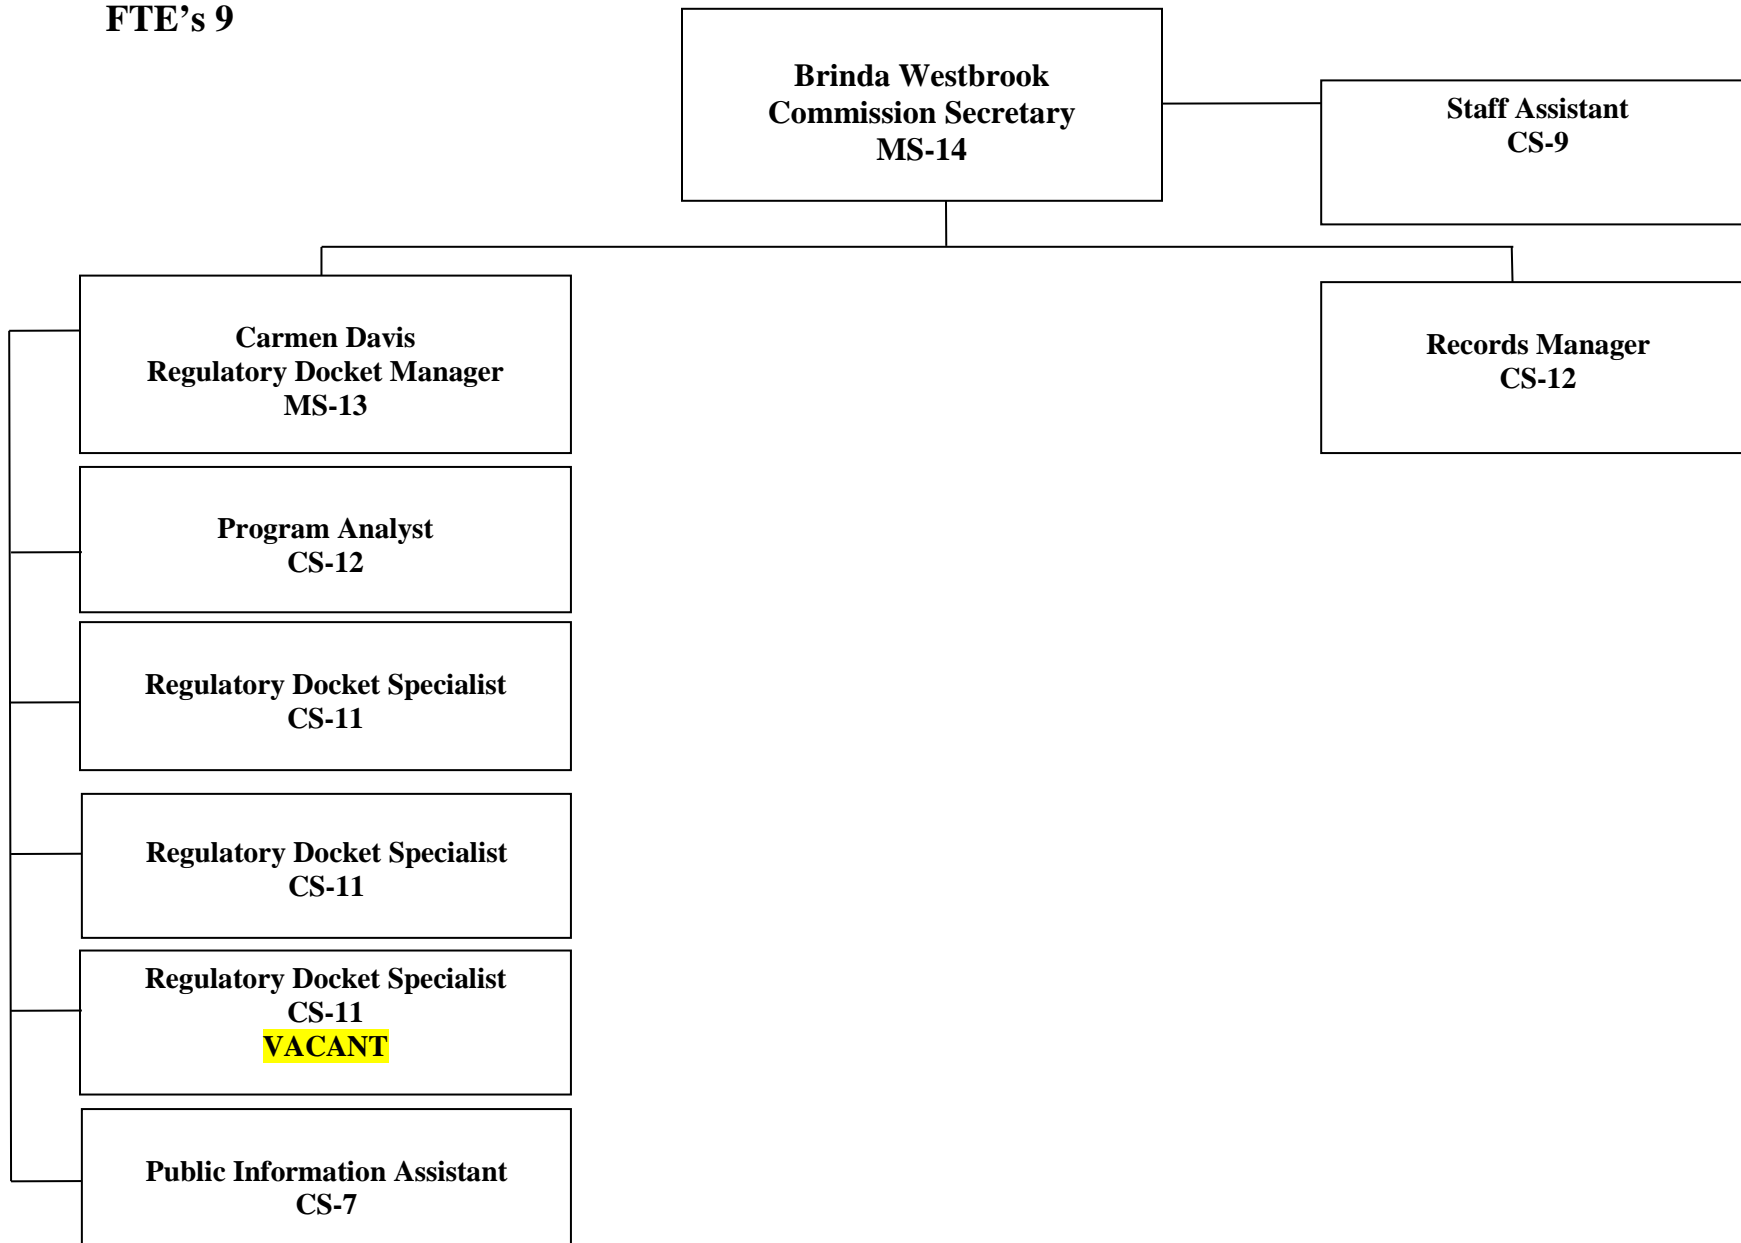 FTE’s 9
Brinda Westbrook
Commission Secretary
MS-14
Staff Assistant
CS-9
Carmen Davis
Regulatory Docket Manager
MS-13
Records Manager
CS-12
Program Analyst
CS-12
Regulatory Docket Specialist
CS-11
Regulatory Docket Specialist
CS-11
Regulatory Docket Specialist
CS-11
VACANT
Public Information Assistant
CS-7